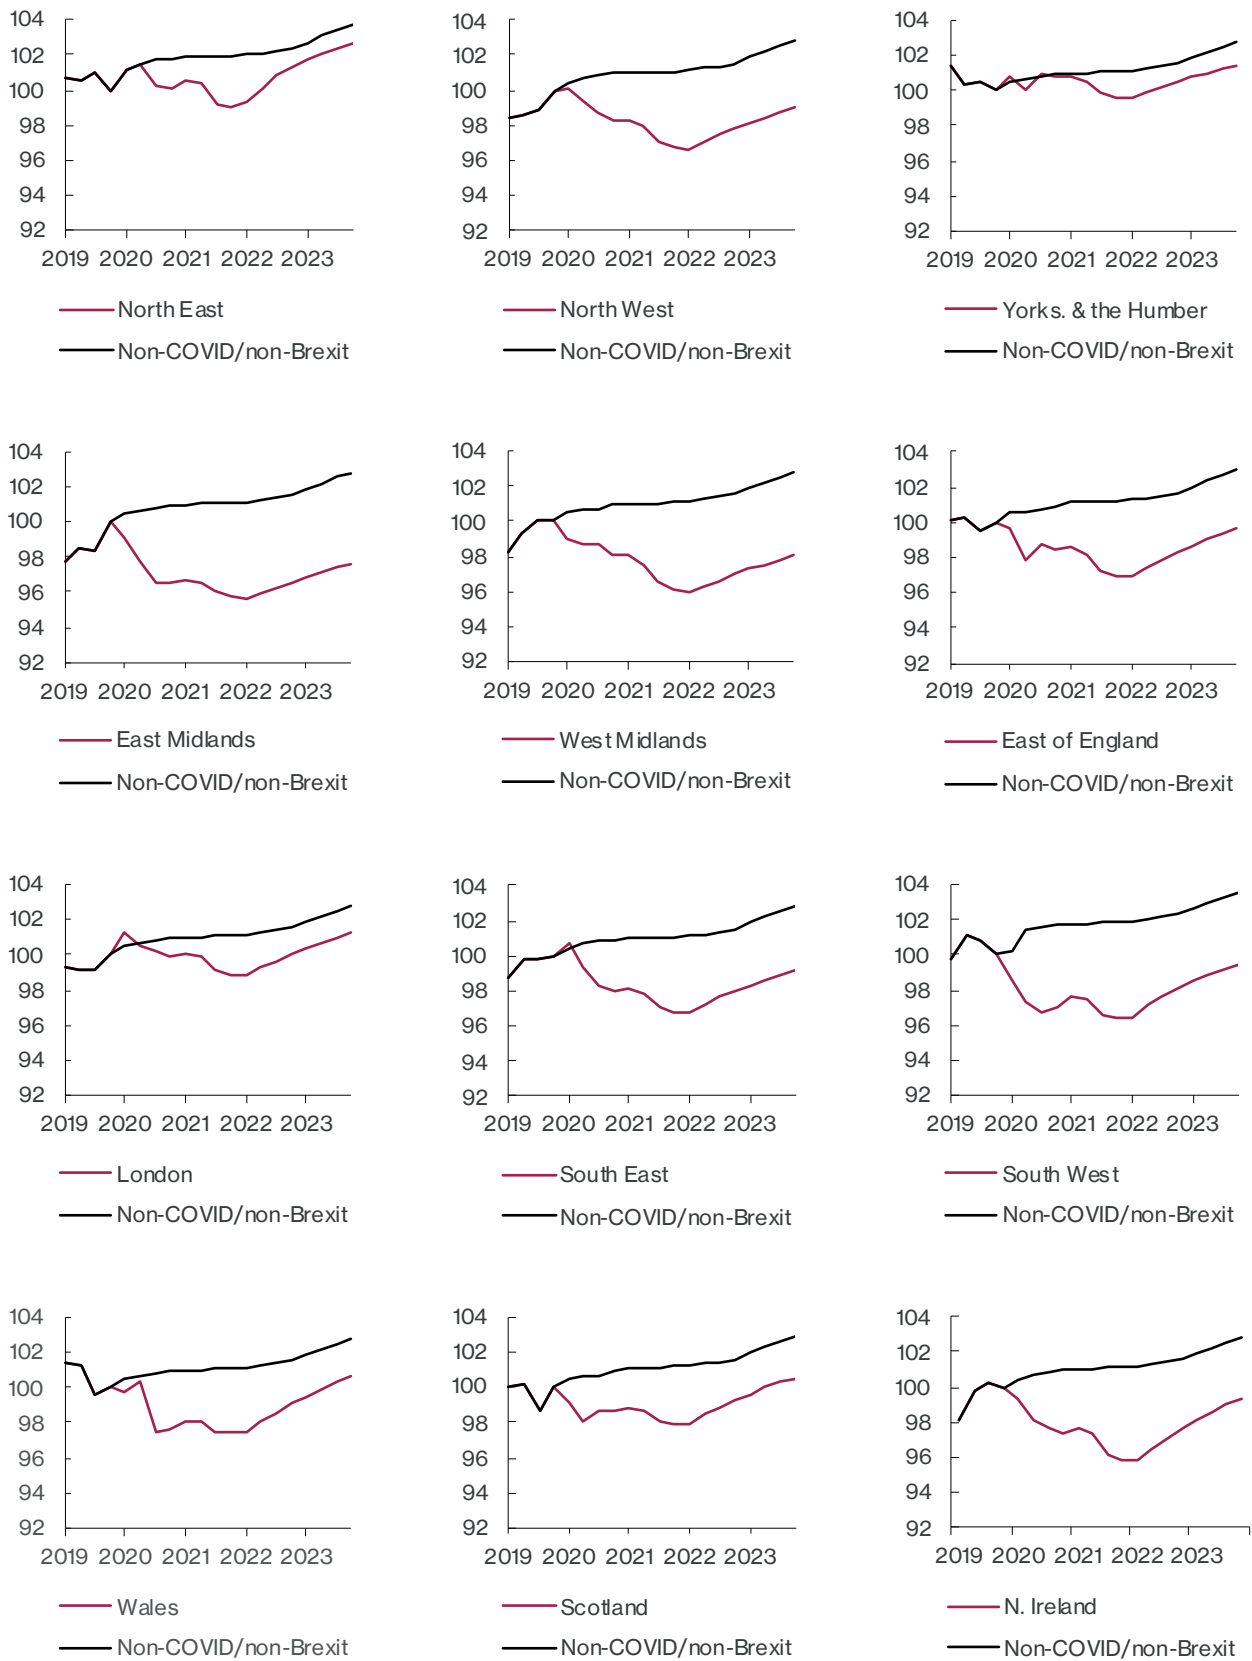 104
102
100
98
96
94
92
2019 2020 2021 2022 2023
North East
Non-COVID/non-Brexit
104
102
100
98
96
94
92
2019 2020 2021 2022 2023
North West
Non-COVID/non-Brexit
104
102
100
98
96
94
92
2019 2020 2021 2022 2023
Yorks. & the Humber
Non-COVID/non-Brexit
104
102
100
98
96
94
92
2019 2020 2021 2022 2023
East Midlands
Non-COVID/non-Brexit
104
102
100
98
96
94
92
2019 2020 2021 2022 2023
West Midlands
Non-COVID/non-Brexit
104
102
100
98
96
94
92
2019 2020 2021 2022 2023
East of England
Non-COVID/non-Brexit
104
102
100
98
96
94
92
2019 2020 2021 2022 2023
London
Non-COVID/non-Brexit
104
102
100
98
96
94
92
2019 2020 2021 2022 2023
South East
Non-COVID/non-Brexit
104
102
100
98
96
94
92
2019 2020 2021 2022 2023
South West
Non-COVID/non-Brexit
104
102
100
98
96
94
92
2019 2020 2021 2022 2023
Wales
Non-COVID/non-Brexit
104
102
100
98
96
94
92
2019 2020 2021 2022 2023
Scotland
Non-COVID/non-Brexit
104
102
100
98
96
94
92
2019 2020 2021 2022 2023
N. Ireland
Non-COVID/non-Brexit